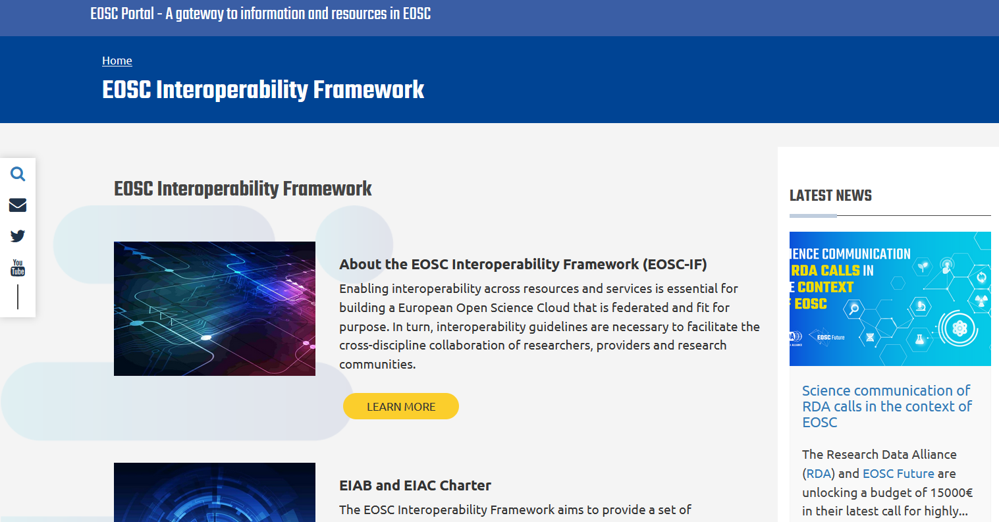 EOSC Portal - A gateway to information and resources in EOSC
Home
EOSC Interoperability Framework
EOSC Interoperability Framework
About the EOSC Interoperability Framework (EOSC-IF)
Enabling interoperability across resources and services is essential for
building a European Open Science Cloud that is federated and fit for
purpose. In turn, interoperability guidelines are necessary to facilitate the
cross-discipline collaboration of researchers, providers and research
communities.
LEARN MORE
EIAB and EIAC Charter
The EOSC Interoperability Framework aims to provide a set of
You
Tube
LATEST NEWS
IENCE COMMUNICATION
RDA CALLS IN
E CONTEXT
F EOSC
EOSC Future
Science communication of
RDA calls in the context of
EOSC
The Research Data Alliance
(RDA) and EOSC Future are
unlocking a budget of 15000€
in their latest call for highly...